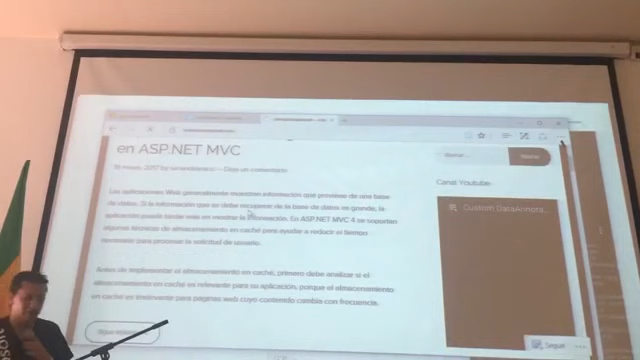 en ASP.NET MVC
Las aplicaciones Web generalmente muestran información que proviene de una base
de datos. Si la información que se debe recuperar de la base de datos es grande, la
aplicación puede tardar más en mostrar la información. En ASP.NET MVC 4 se soportan
algunas técnicas de almacenamiento en caché para ayudar a reducir el tiempo
necesario para procesar la solicitud de usuario.
Antes de implementar el almacenamiento en caché, primero debe analizar si el
almacenamiento en caché es relevante para su aplicación, porque el almacenamiento
en caché es irrelevante para páginas web cuyo contenido cambia con frecuencia.
Canal Youtube:
Custom DataAnnota...
Seguir